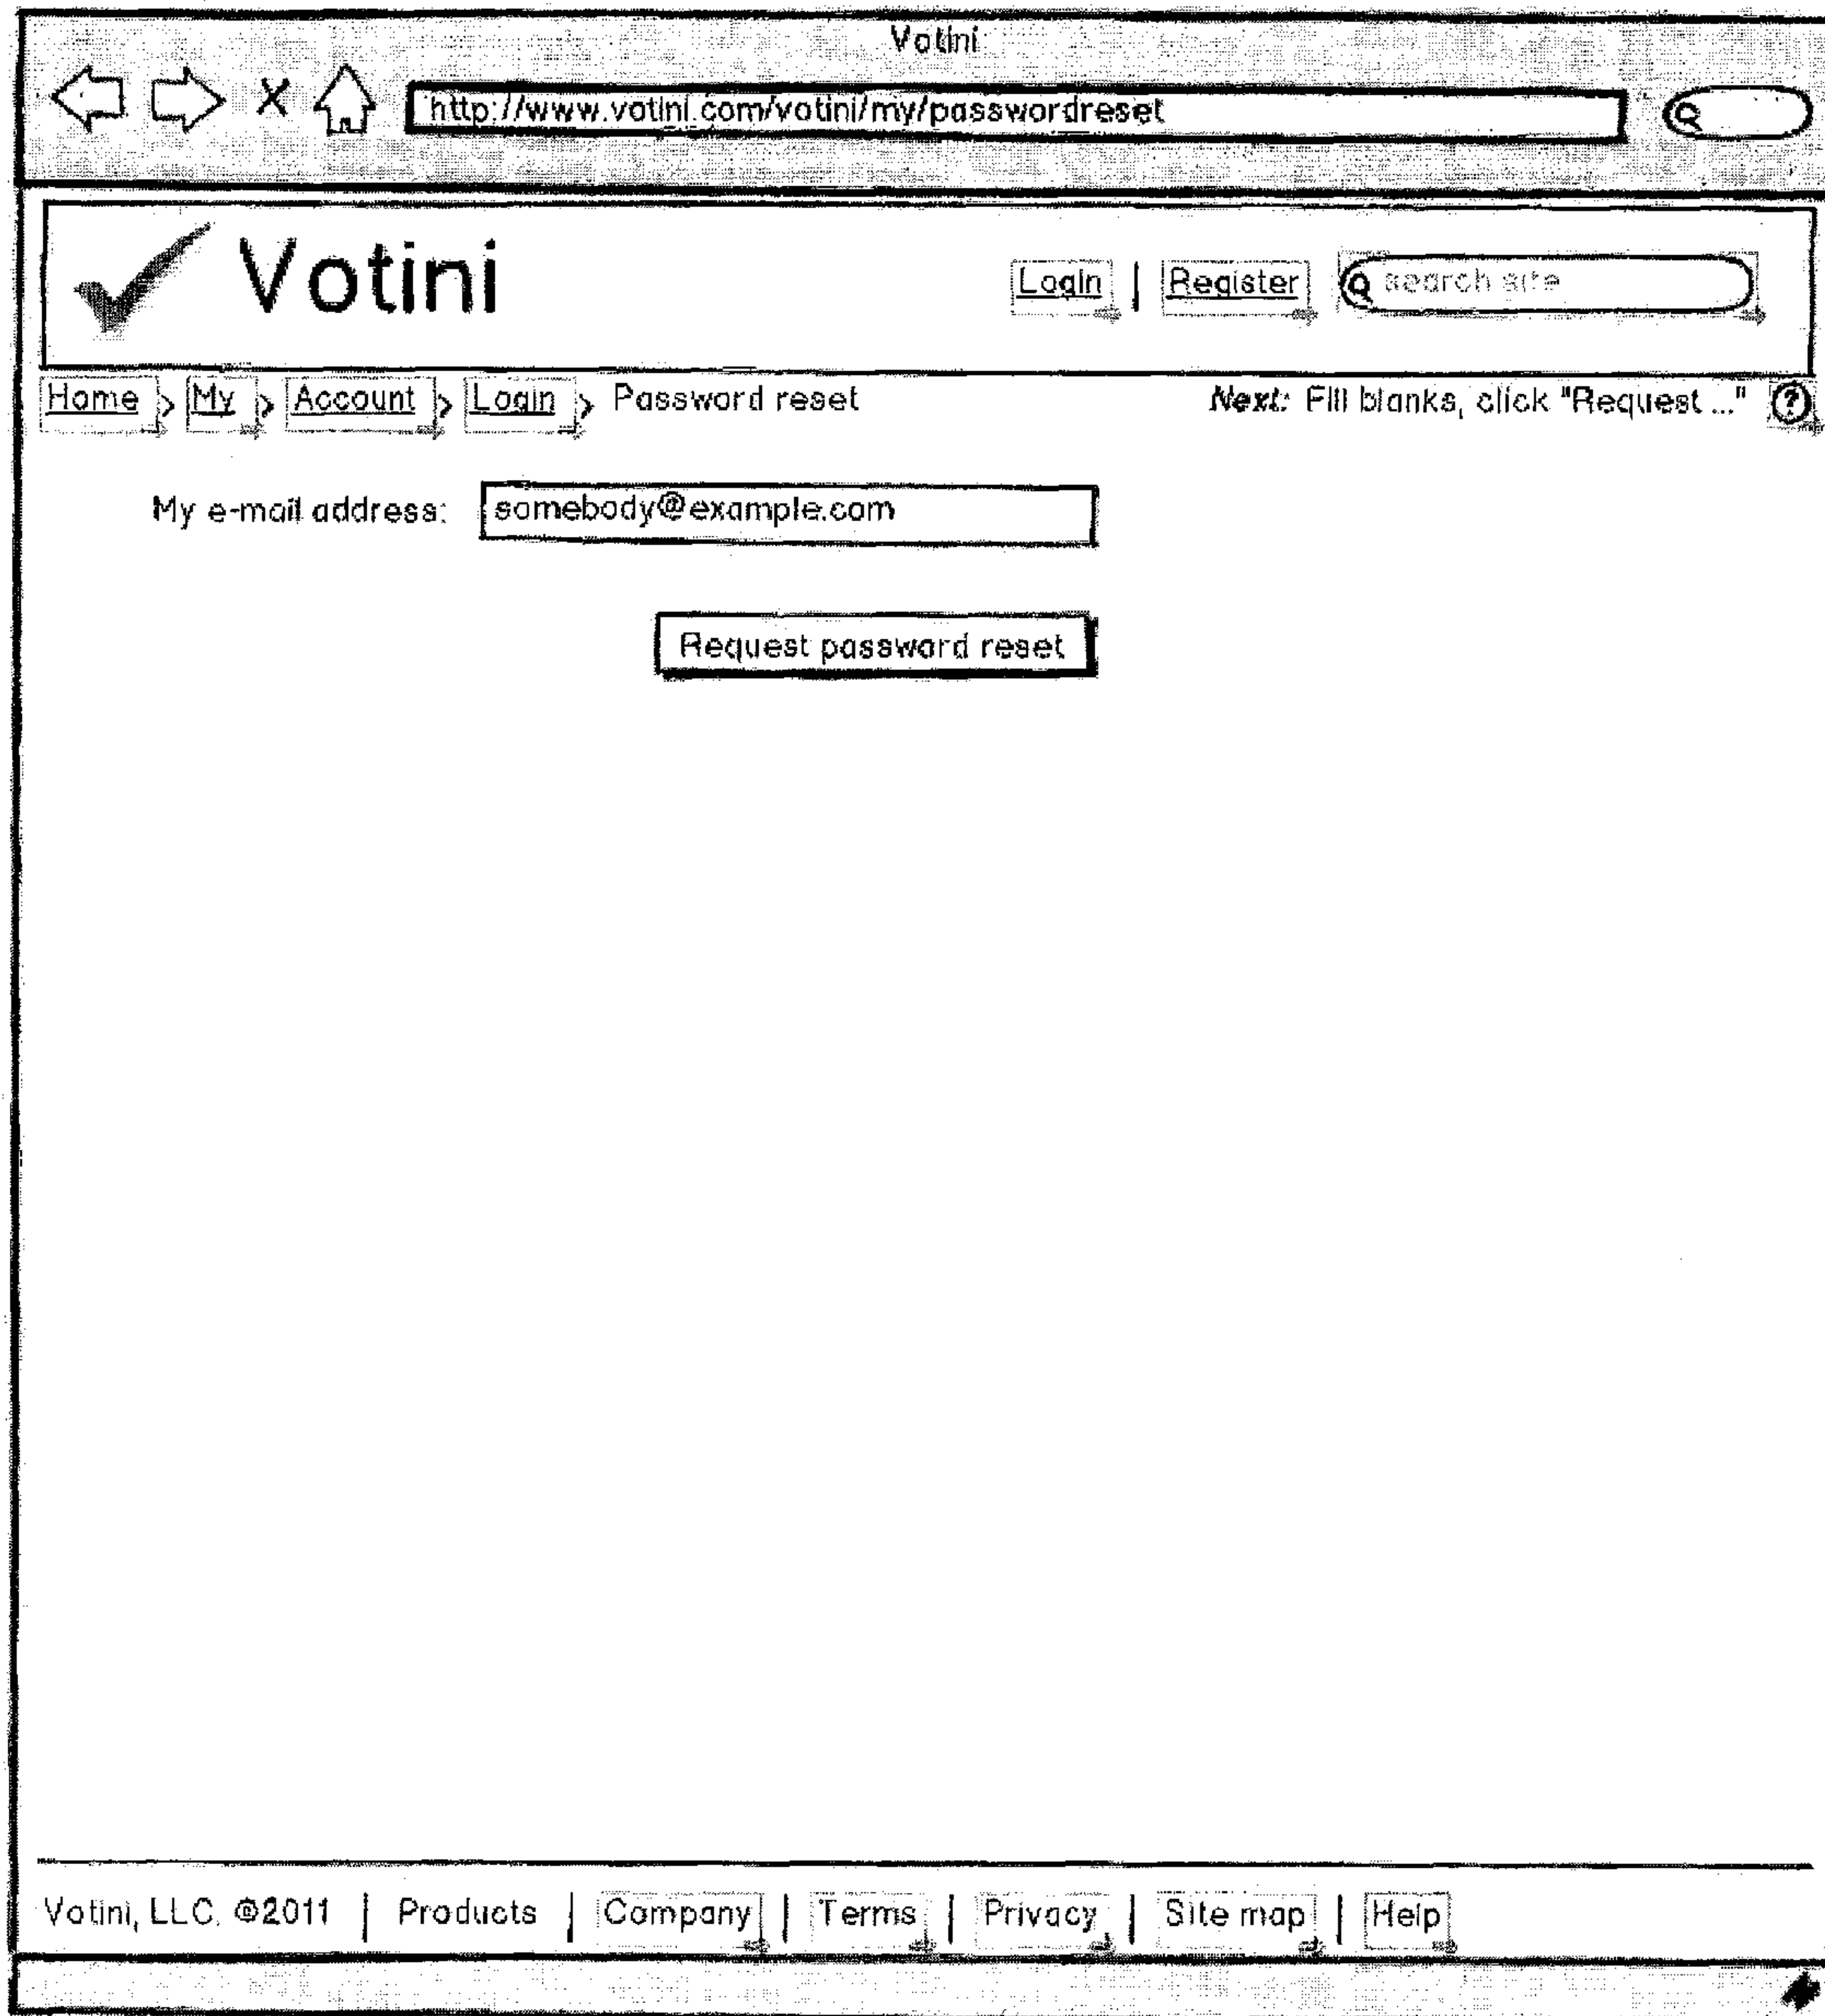 Votini
http://www.votini.com/votini/my/passwordreset
Votini
Login | Register search site
Home > My > Account > Login > Password reset Next: Fill blanks, click "Request ..." ?
My e-mail address: somebody@example.com
Request password reset
Votini, LLC. ©2011 | Products | Company | Terms | Privacy | Site map | Help